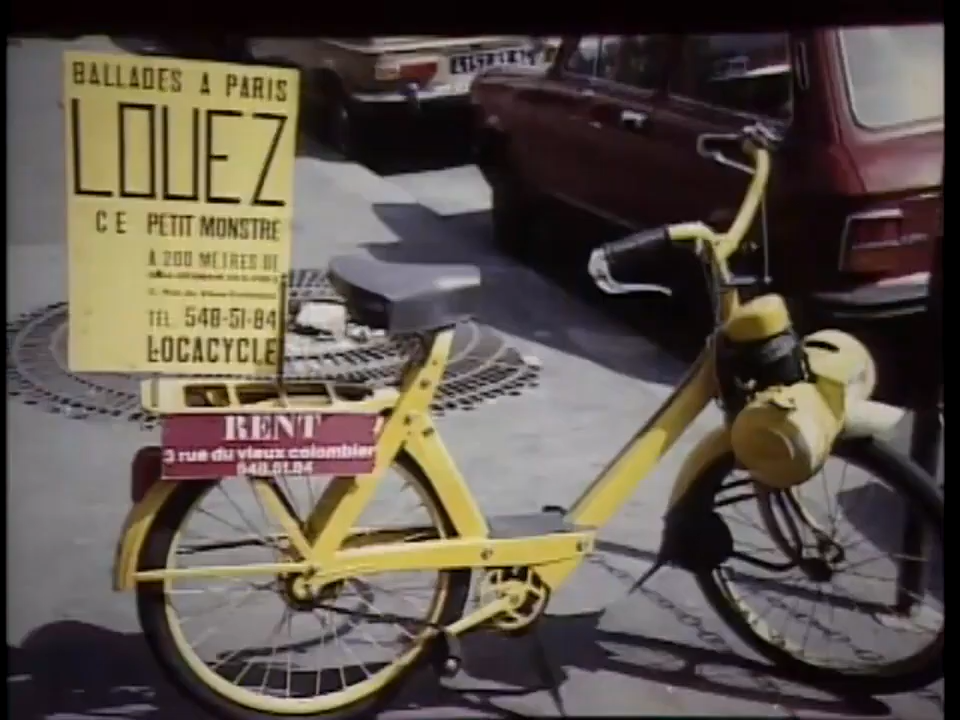 BALLADES A PARIS
LOUEZ
CE PETIT MONSTRE
A 200 METRES DE
TEL. 548-51-84
LOCACYCLE
RENT
3 rue du vieux colombier
548.51.84